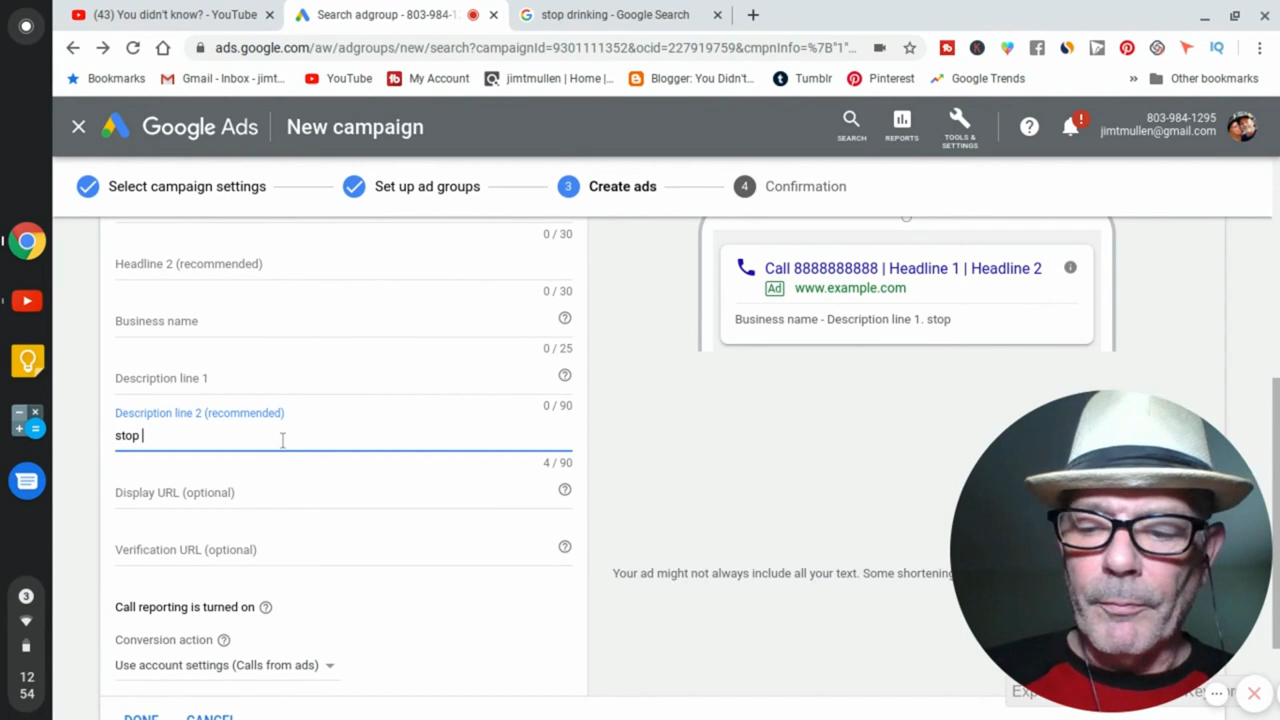 (43) You didn't know? - YouTube
Search adgroup - 803-984-1
stop drinking - Google Search
ads.google.com/aw/adgroups/new/search?campaignId=9301111352&ocid=227919759&cmpnInfo=%7B"1"...
Bookmarks
Gmail - Inbox - jimt...
YouTube
My Account
jimtmullen | Home |...
Blogger: You Didn't...
Tumblr
Pinterest
Google Trends
Other bookmarks
Google Ads
New campaign
SEARCH
REPORTS
TOOLS &
SETTINGS
803-984-1295
jimtmullen@gmail.com
Select campaign settings
Set up ad groups
3
Create ads
4
Confirmation
0 / 30
Headline 2 (recommended)
0 / 30
Business name
0 / 25
Description line 1
0 / 90
Description line 2 (recommended)
stop
4 / 90
Display URL (optional)
Verification URL (optional)
Call reporting is turned on
Conversion action
Use account settings (Calls from ads)
DONE
CANCEL
Call 8888888888 | Headline 1 | Headline 2
Ad
www.example.com
Business name - Description line 1. stop
Your ad might not always include all your text. Some shortening
3
12
54